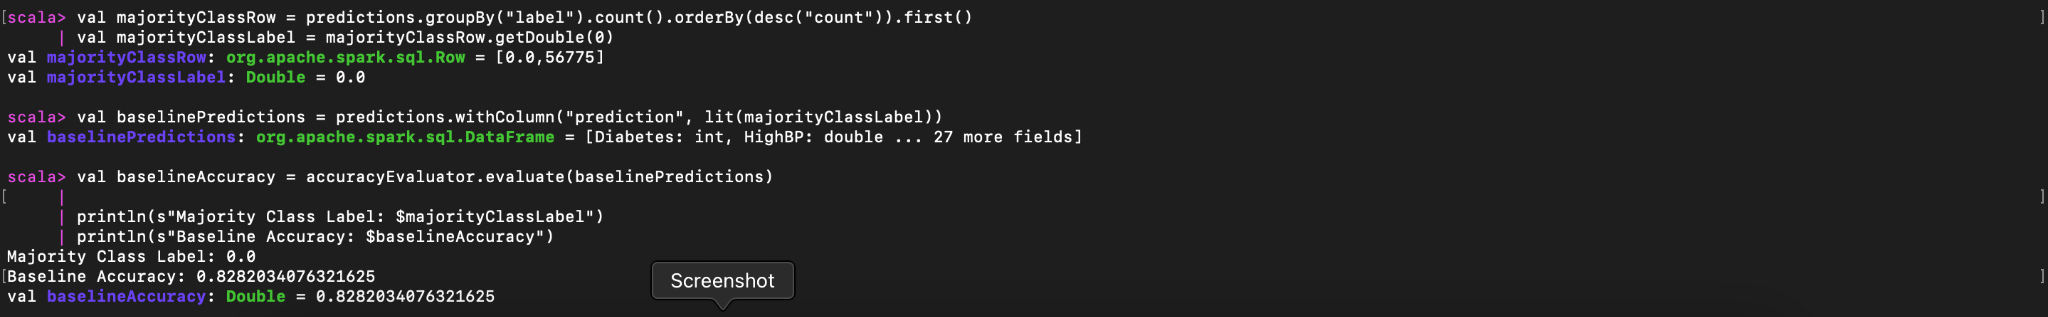 [scala> val majorityClassRow = predictions.groupBy("label").count().orderBy(desc("count")).first() ]
     | val majorityClassLabel = majorityClassRow.getDouble(0)
val majorityClassRow: org.apache.spark.sql.Row = [0.0,56775]
val majorityClassLabel: Double = 0.0
scala> val baselinePredictions = predictions.withColumn("prediction", lit(majorityClassLabel))
val baselinePredictions: org.apache.spark.sql.DataFrame = [Diabetes: int, HighBP: double ... 27 more fields]
scala> val baselineAccuracy = accuracyEvaluator.evaluate(baselinePredictions)
[     | ]
     | println(s"Majority Class Label: $majorityClassLabel")
     | println(s"Baseline Accuracy: $baselineAccuracy")
Majority Class Label: 0.0
[Baseline Accuracy: 0.8282034076321625 ]
Screenshot
val baselineAccuracy: Double = 0.8282034076321625